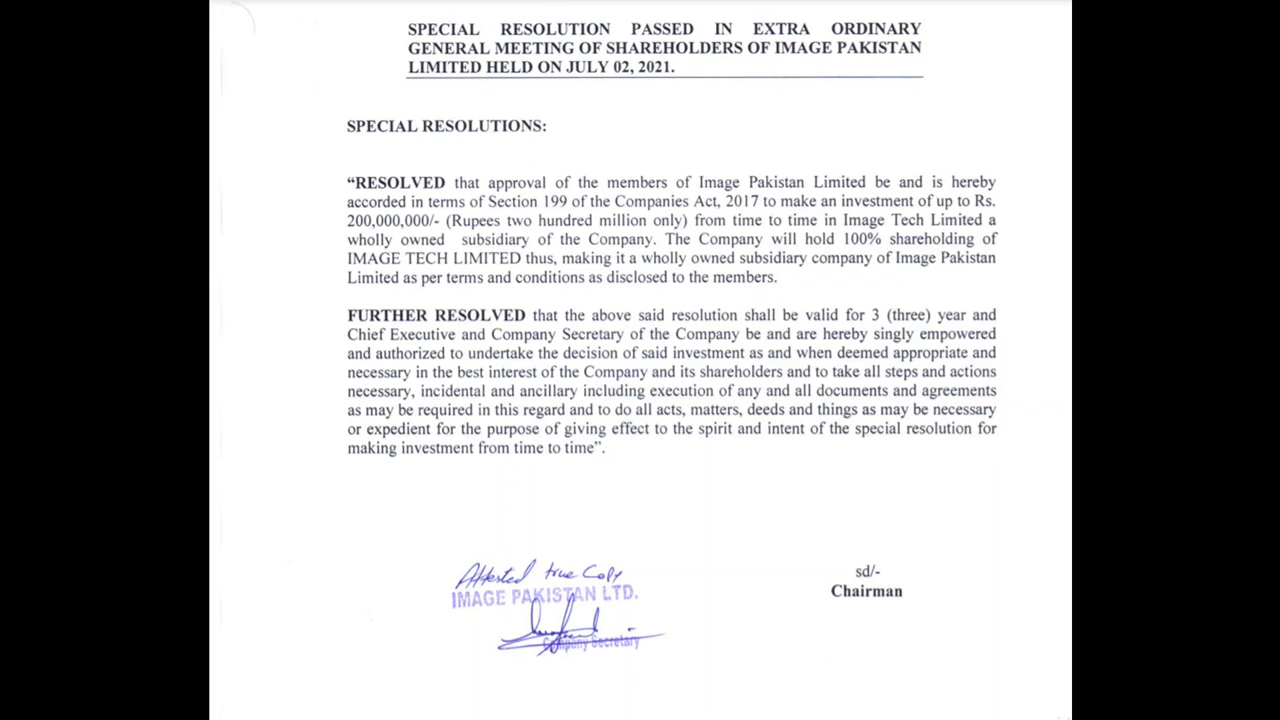 SPECIAL RESOLUTION PASSED IN EXTRA ORDINARY
GENERAL MEETING OF SHAREHOLDERS OF IMAGE PAKISTAN
LIMITED HELD ON JULY 02, 2021.
SPECIAL RESOLUTIONS:
“RESOLVED that approval of the members of Image Pakistan Limited be and is hereby
accorded in terms of Section 199 of the Companies Act, 2017 to make an investment of up to Rs.
200,000,000/- (Rupees two hundred million only) from time to time in Image Tech Limited a
wholly owned subsidiary of the Company. The Company will hold 100% shareholding of
IMAGE TECH LIMITED thus, making it a wholly owned subsidiary company of Image Pakistan
Limited as per terms and conditions as disclosed to the members.
FURTHER RESOLVED that the above said resolution shall be valid for 3 (three) year and
Chief Executive and Company Secretary of the Company be and are hereby singly empowered
and authorized to undertake the decision of said investment as and when deemed appropriate and
necessary in the best interest of the Company and its shareholders and to take all steps and actions
necessary, incidental and ancillary including execution of any and all documents and agreements
as may be required in this regard and to do all acts, matters, deeds and things as may be necessary
or expedient for the purpose of giving effect to the spirit and intent of the special resolution for
making investment from time to time”.
Attested true Copy
IMAGE PAKISTAN LTD.
Company Secretary
sd/-
Chairman